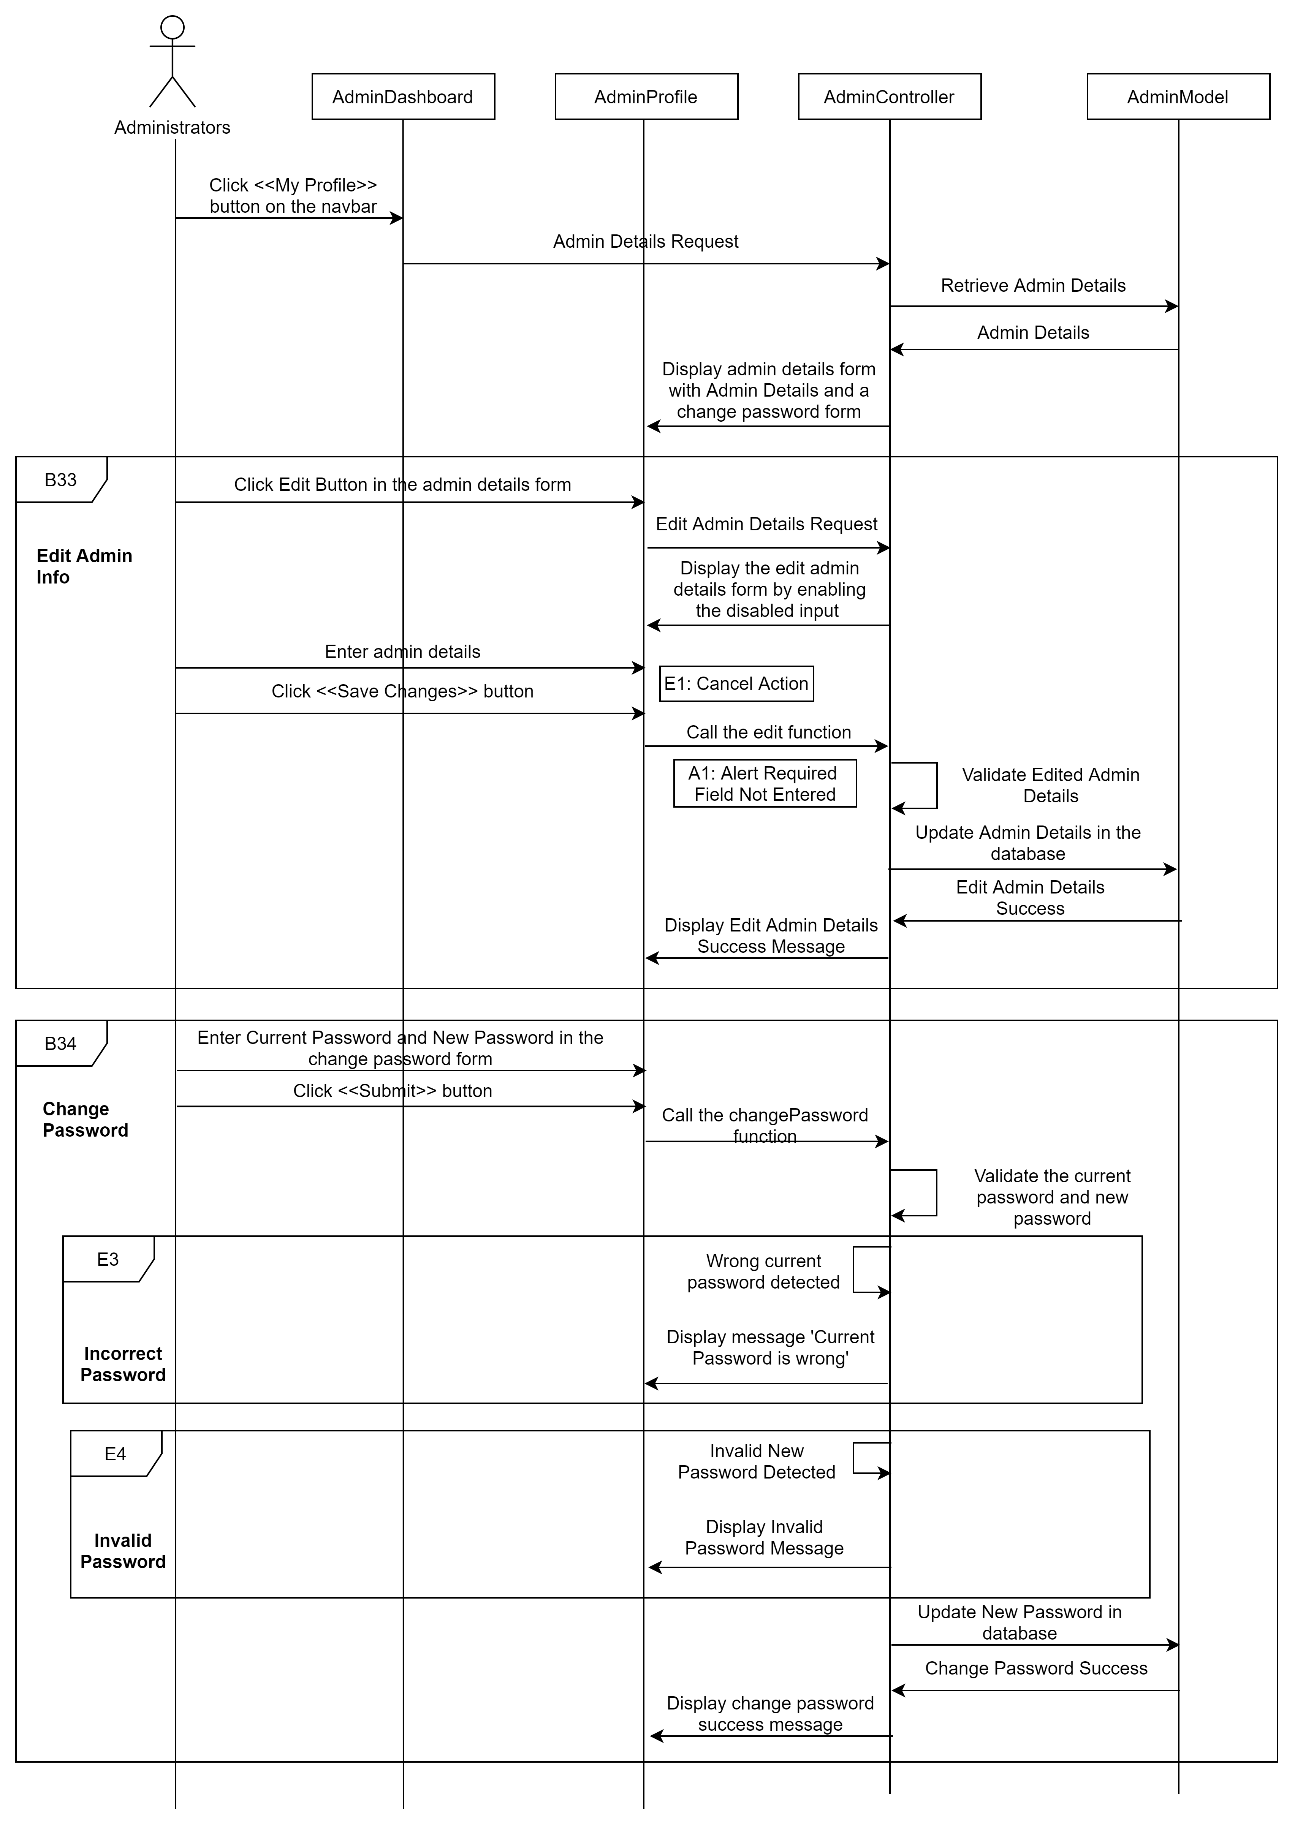 Administrators
AdminDashboard
AdminProfile
AdminController
AdminModel
Click <<My Profile>>
button on the navbar
Admin Details Request
Retrieve Admin Details
Admin Details
Display admin details form
with Admin Details and a
change password form
B33
Click Edit Button in the admin details form
Edit Admin Details Request
Edit Admin
Info
Display the edit admin
details form by enabling
the disabled input
Enter admin details
E1: Cancel Action
Click <<Save Changes>> button
Call the edit function
A1: Alert Required
Field Not Entered
Validate Edited Admin
Details
Update Admin Details in the
database
Edit Admin Details
Success
Display Edit Admin Details
Success Message
B34
Enter Current Password and New Password in the
change password form
Click <<Submit>> button
Change
Password
Call the changePassword
function
Validate the current
password and new
password
E3
Wrong current
password detected
Incorrect
Password
Display message 'Current
Password is wrong'
E4
Invalid New
Password Detected
Invalid
Password
Display Invalid
Password Message
Update New Password in
database
Change Password Success
Display change password
success message